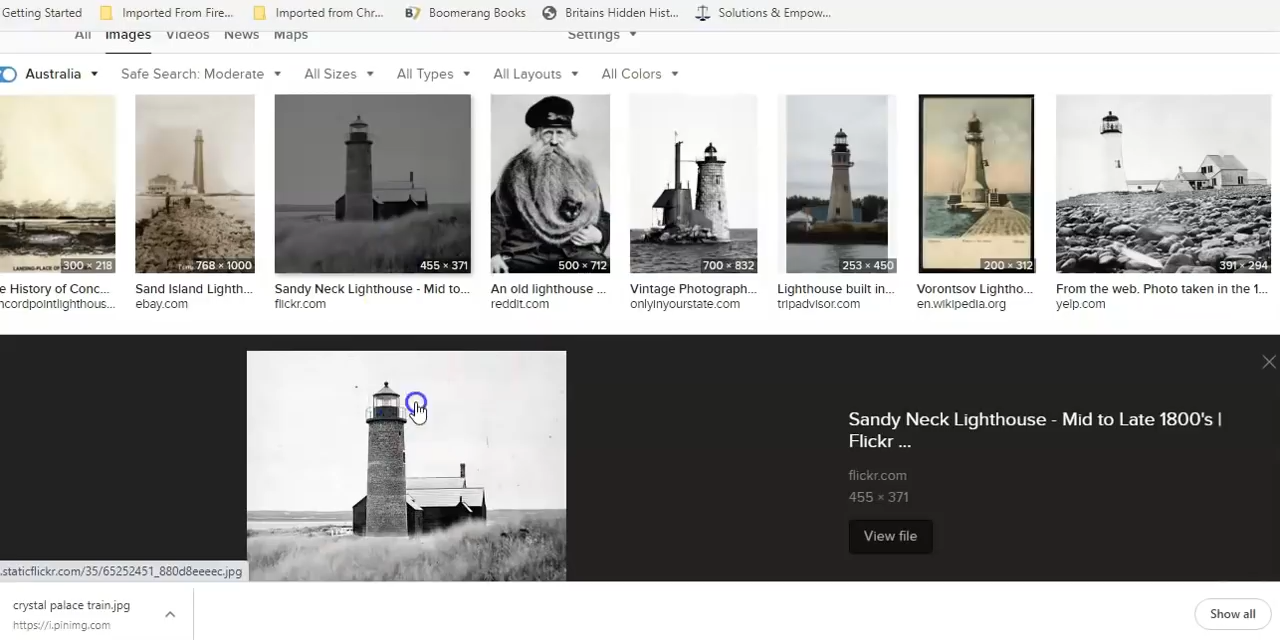 Getting Started
Imported From Fire...
Imported from Chr...
Boomerang Books
Britains Hidden Hist...
Solutions & Empow...
All
Images
Videos
News
Maps
Settings
Australia
Safe Search: Moderate
All Sizes
All Types
All Layouts
All Colors
LANDING-PLACE OF
300 × 218
768 × 1000
455 × 371
500 × 712
700 × 832
253 × 450
200 × 312
391 × 294
e History of Conc...
Sand Island Lighth...
Sandy Neck Lighthouse - Mid to...
An old lighthouse ...
Vintage Photograph...
Lighthouse built in...
Vorontsov Lightho...
From the web. Photo taken in the 1...
ncordpointlighthous...
ebay.com
flickr.com
reddit.com
onlyinyourstate.com
tripadvisor.com
en.wikipedia.org
yelp.com
Sandy Neck Lighthouse - Mid to Late 1800's |
Flickr ...
flickr.com
455 × 371
View file
.staticflickr.com/35/65252451_880d8eeeec.jpg
crystal palace train.jpg
https://i.pinimg.com
Show all